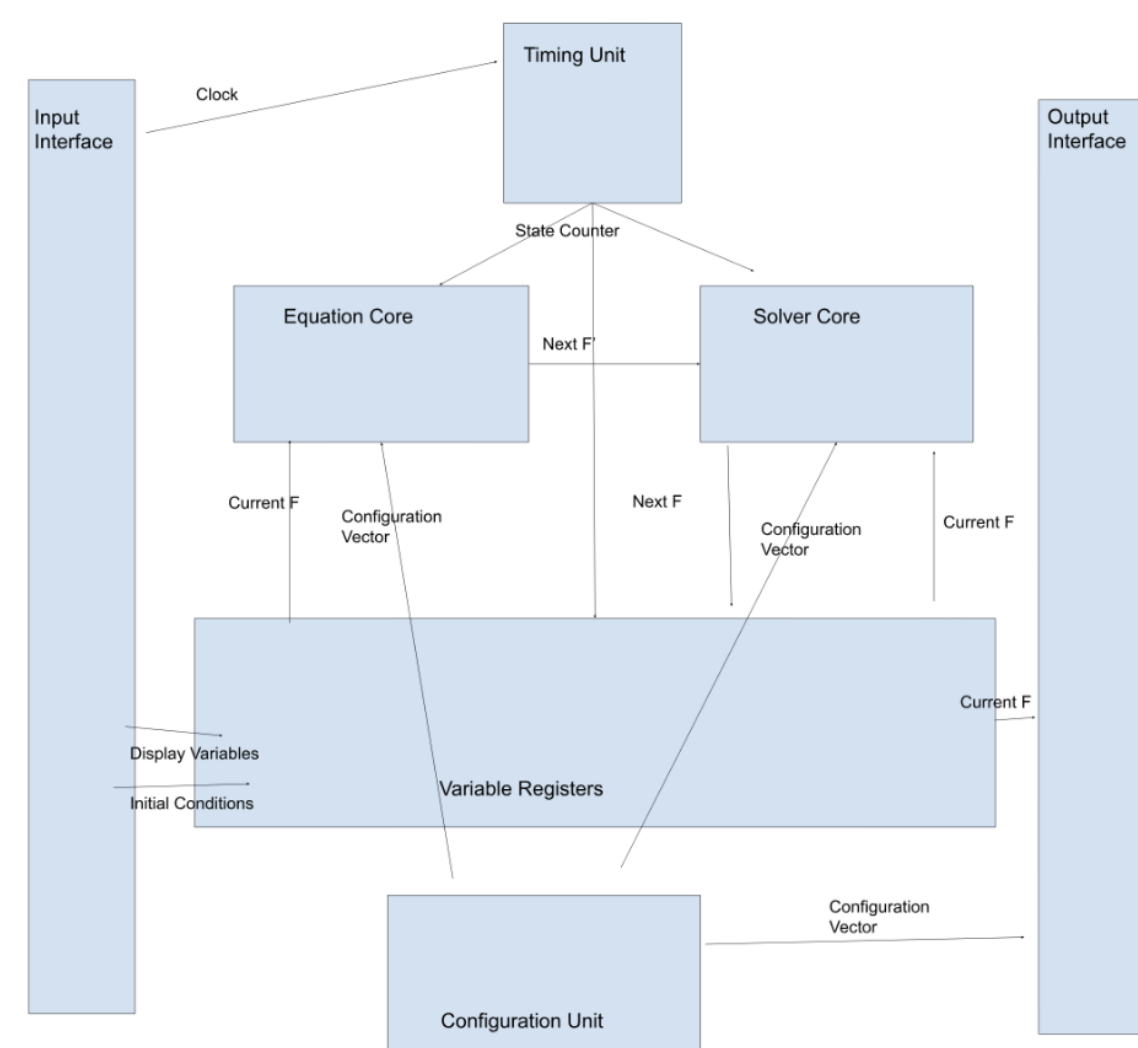 Timing Unit
Clock
Input
Interface
Output
Interface
State Counter
Equation Core
Solver Core
Next F'
Current F
Configuration
Vector
Next F
Configuration
Vector
Current F
Current F
Display Variables
Variable Registers
Initial Conditions
Configuration
Vector
Configuration Unit